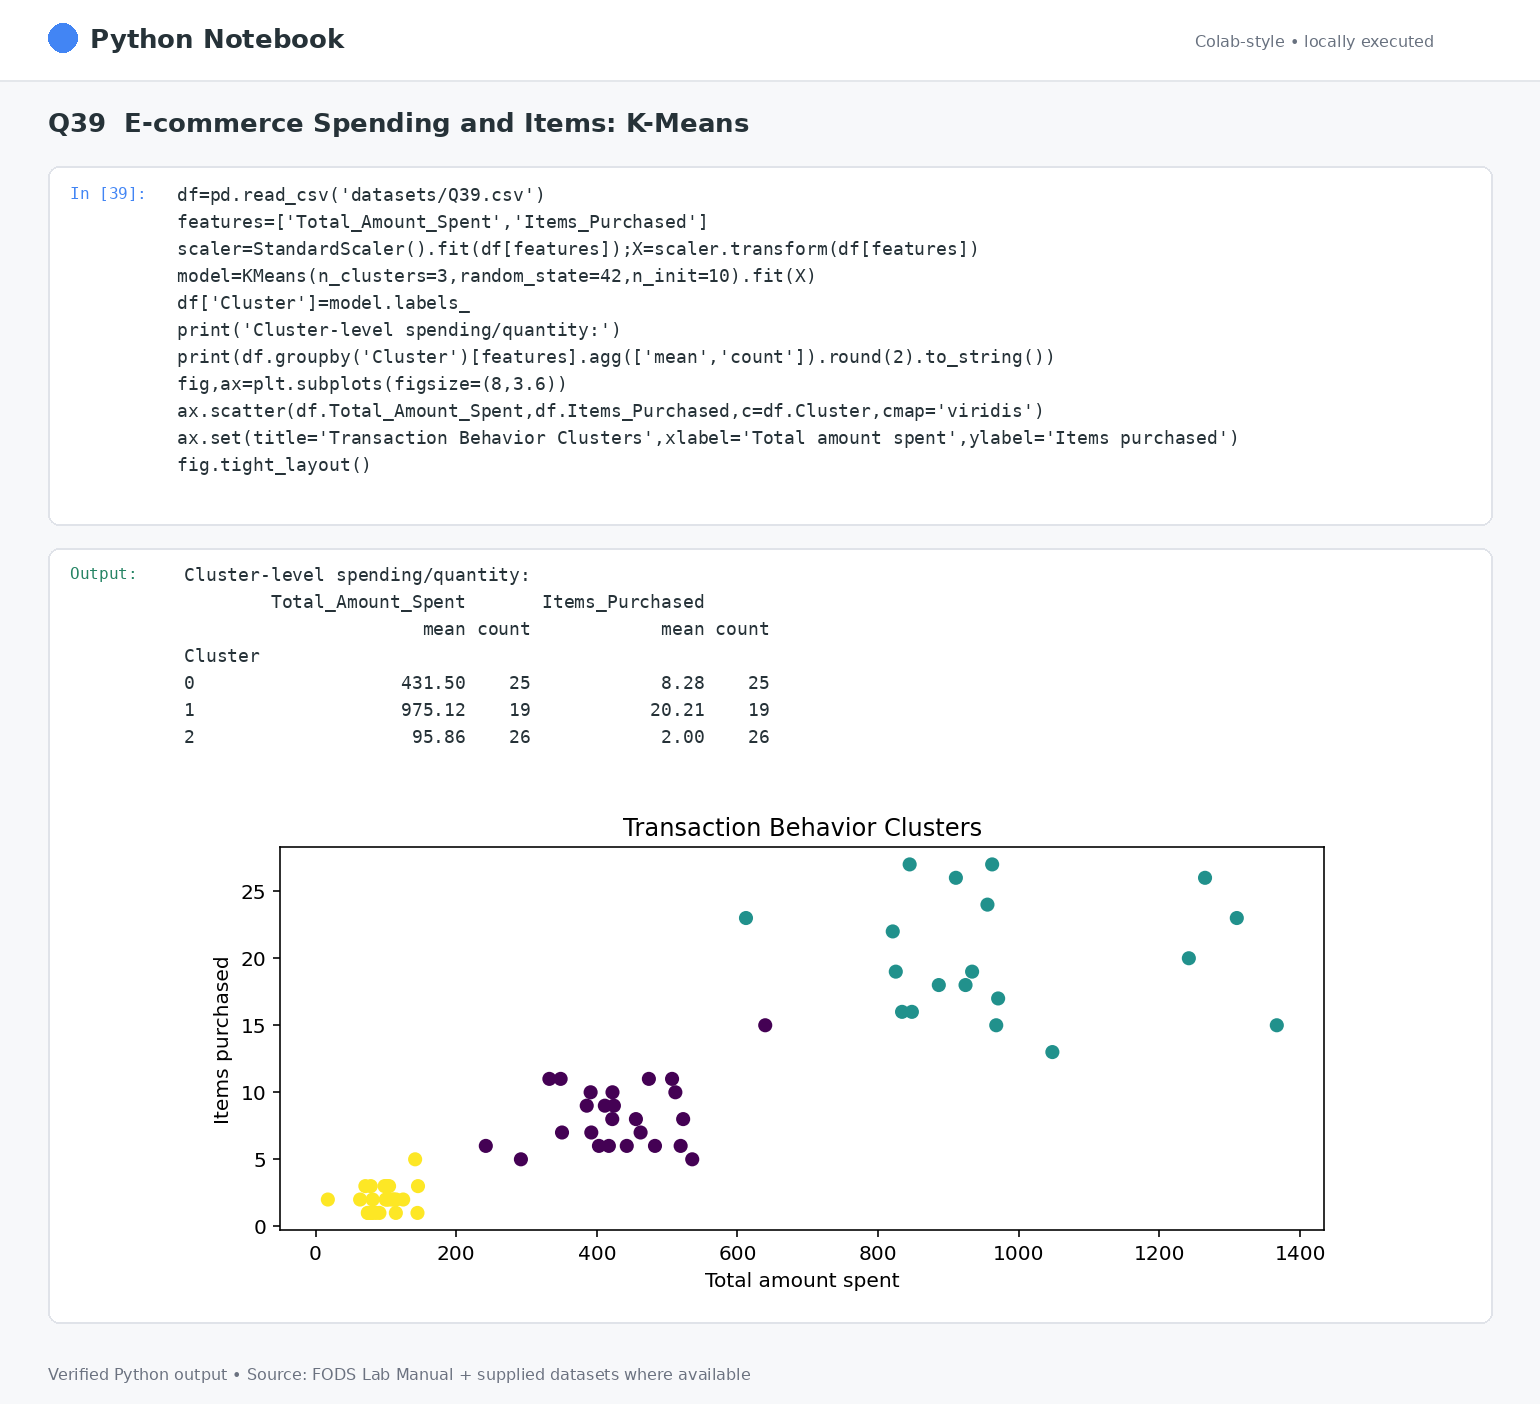 Python Notebook
Colab-style • locally executed
Q39  E-commerce Spending and Items: K-Means
In [39]:
df=pd.read_csv('datasets/Q39.csv')
features=['Total_Amount_Spent','Items_Purchased']
scaler=StandardScaler().fit(df[features]);X=scaler.transform(df[features])
model=KMeans(n_clusters=3,random_state=42,n_init=10).fit(X)
df['Cluster']=model.labels_
print('Cluster-level spending/quantity:')
print(df.groupby('Cluster')[features].agg(['mean','count']).round(2).to_string())
fig,ax=plt.subplots(figsize=(8,3.6))
ax.scatter(df.Total_Amount_Spent,df.Items_Purchased,c=df.Cluster,cmap='viridis')
ax.set(title='Transaction Behavior Clusters',xlabel='Total amount spent',ylabel='Items purchased')
fig.tight_layout()
Output:
Cluster-level spending/quantity:
        Total_Amount_Spent       Items_Purchased
                      mean count            mean count
Cluster
0                   431.50    25            8.28    25
1                   975.12    19           20.21    19
2                    95.86    26            2.00    26
Transaction Behavior Clusters
Items purchased
25
20
15
10
5
0
0 200 400 600 800 1000 1200 1400
Total amount spent
Verified Python output • Source: FODS Lab Manual + supplied datasets where available